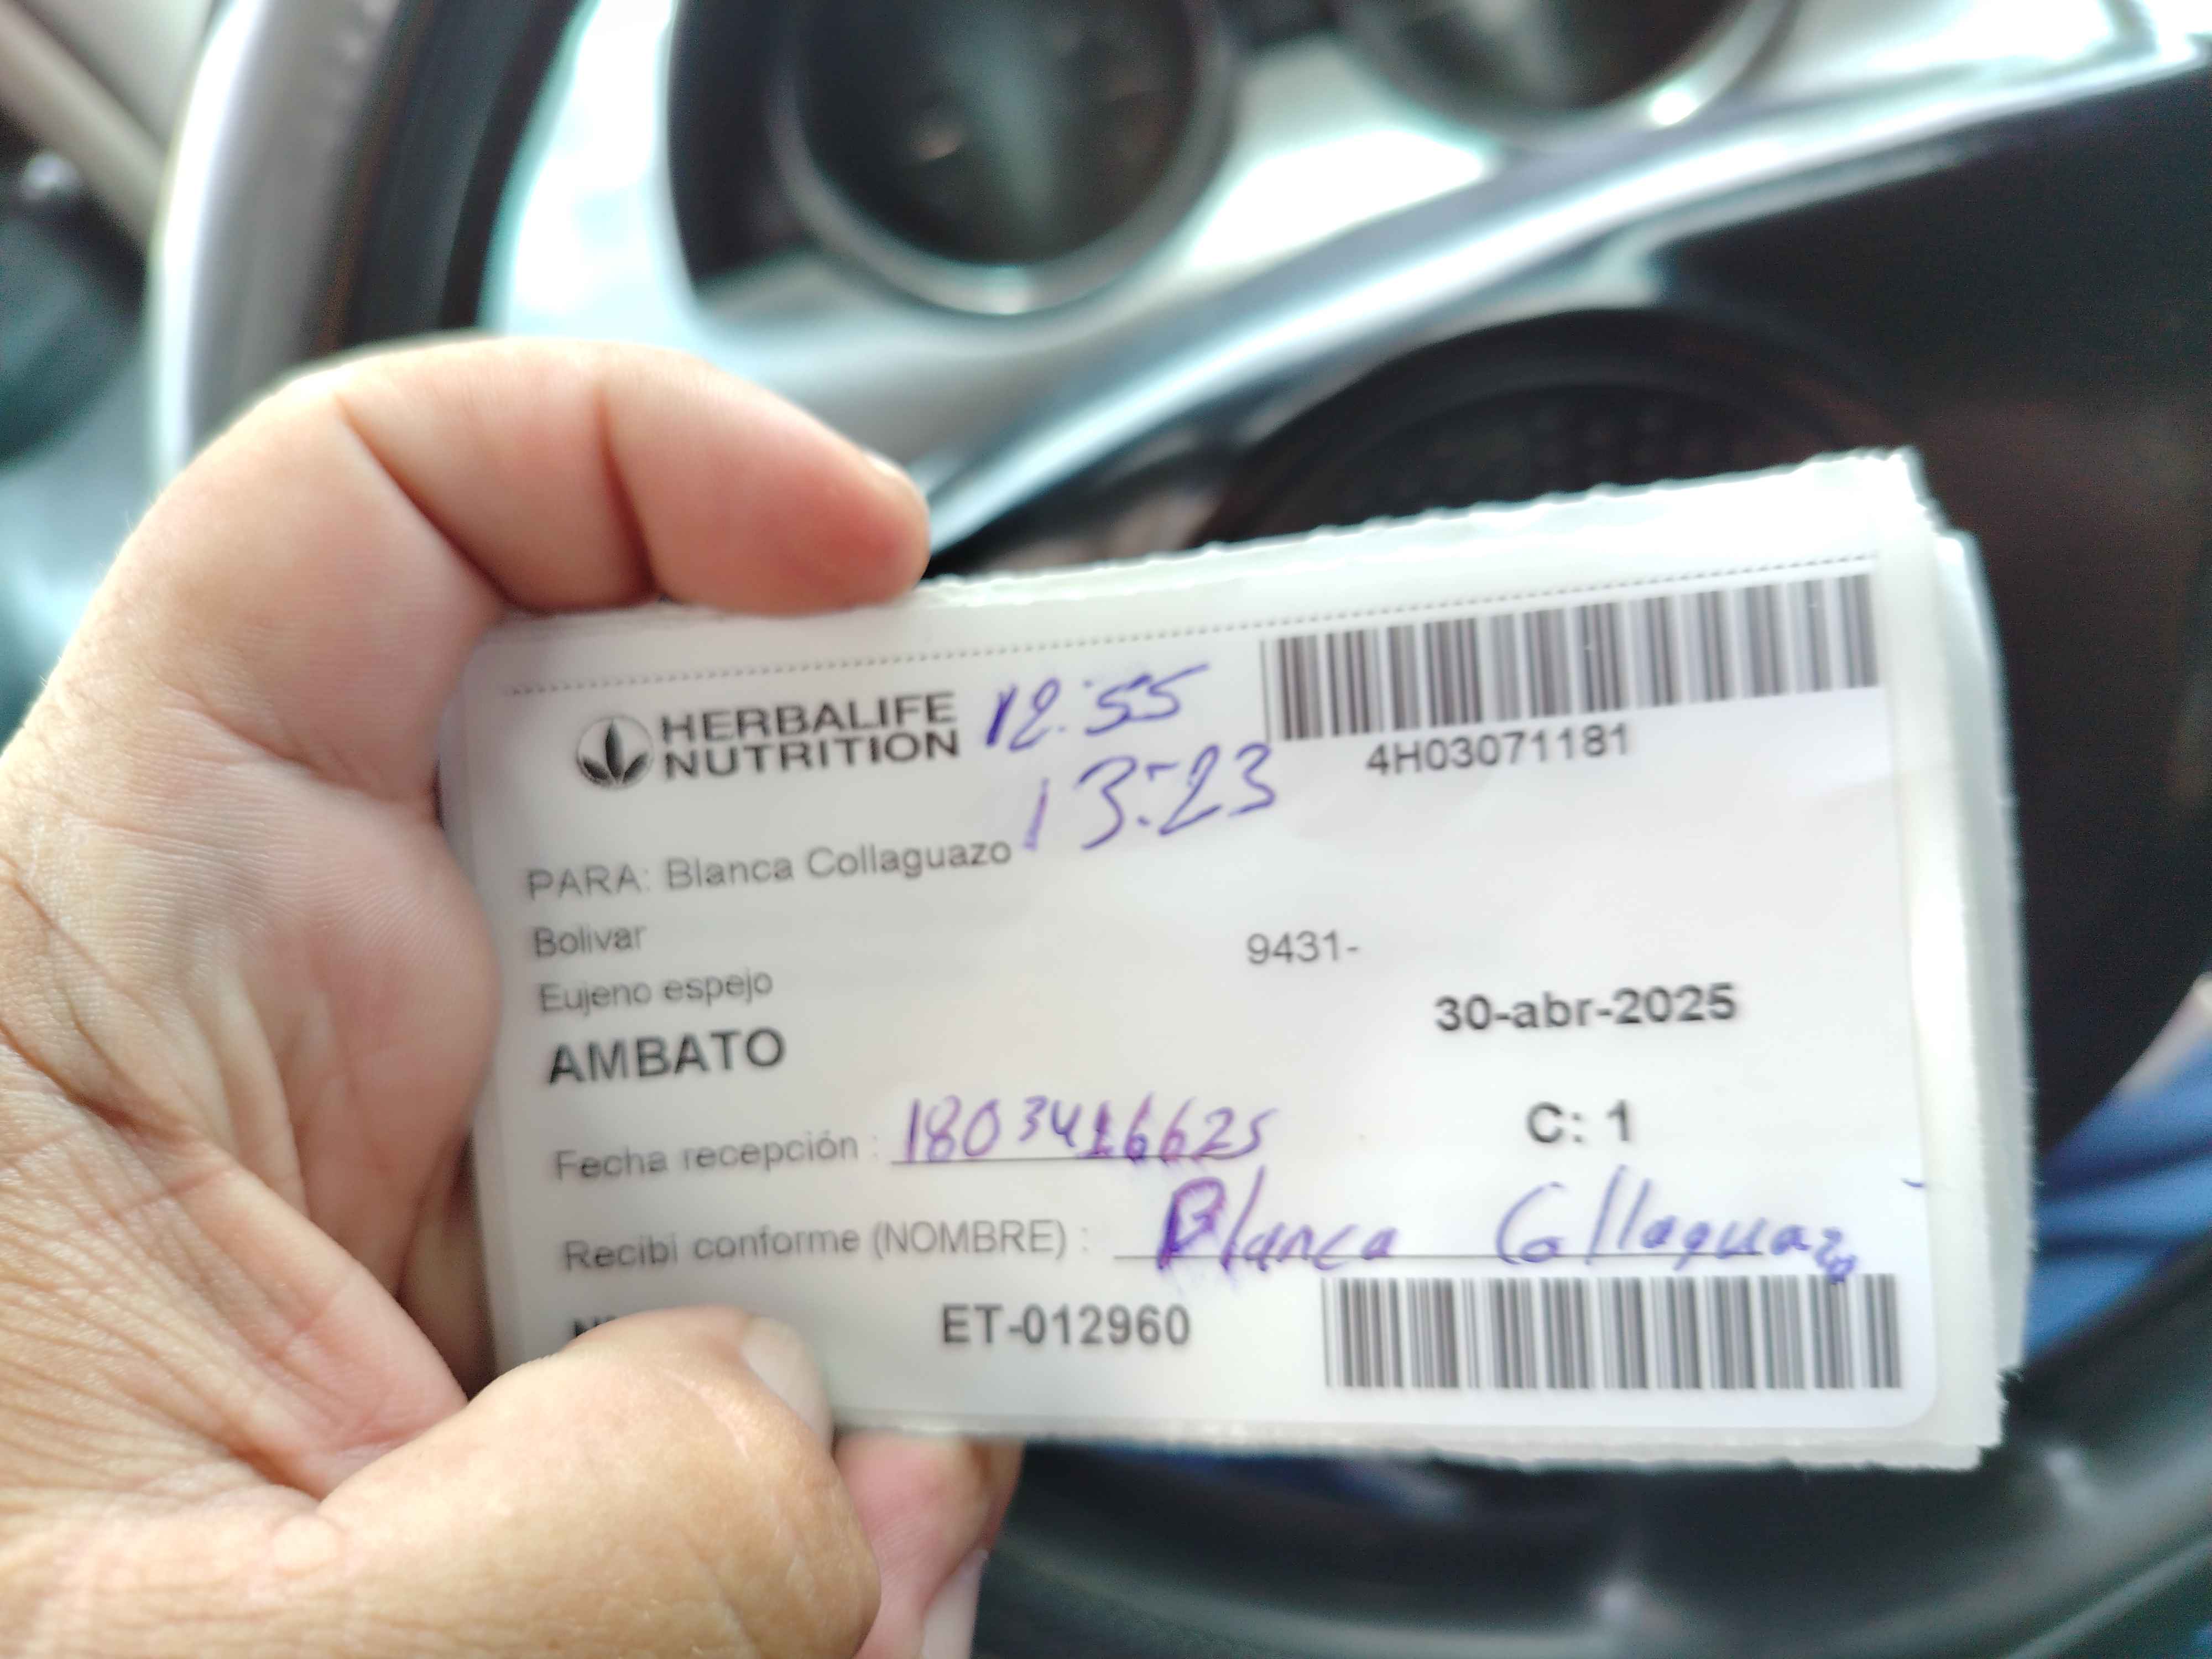 HERBALIFE
NUTRITION
12:55
13:23
4H03071181
PARA: Blanca Collaguazo
Bolivar
9431-
Eujeno espejo
30-abr-2025
AMBATO
Fecha recepción : 1803416625
C: 1
Recibi conforme (NOMBRE) : Blanca Collaguazo
ET-012960